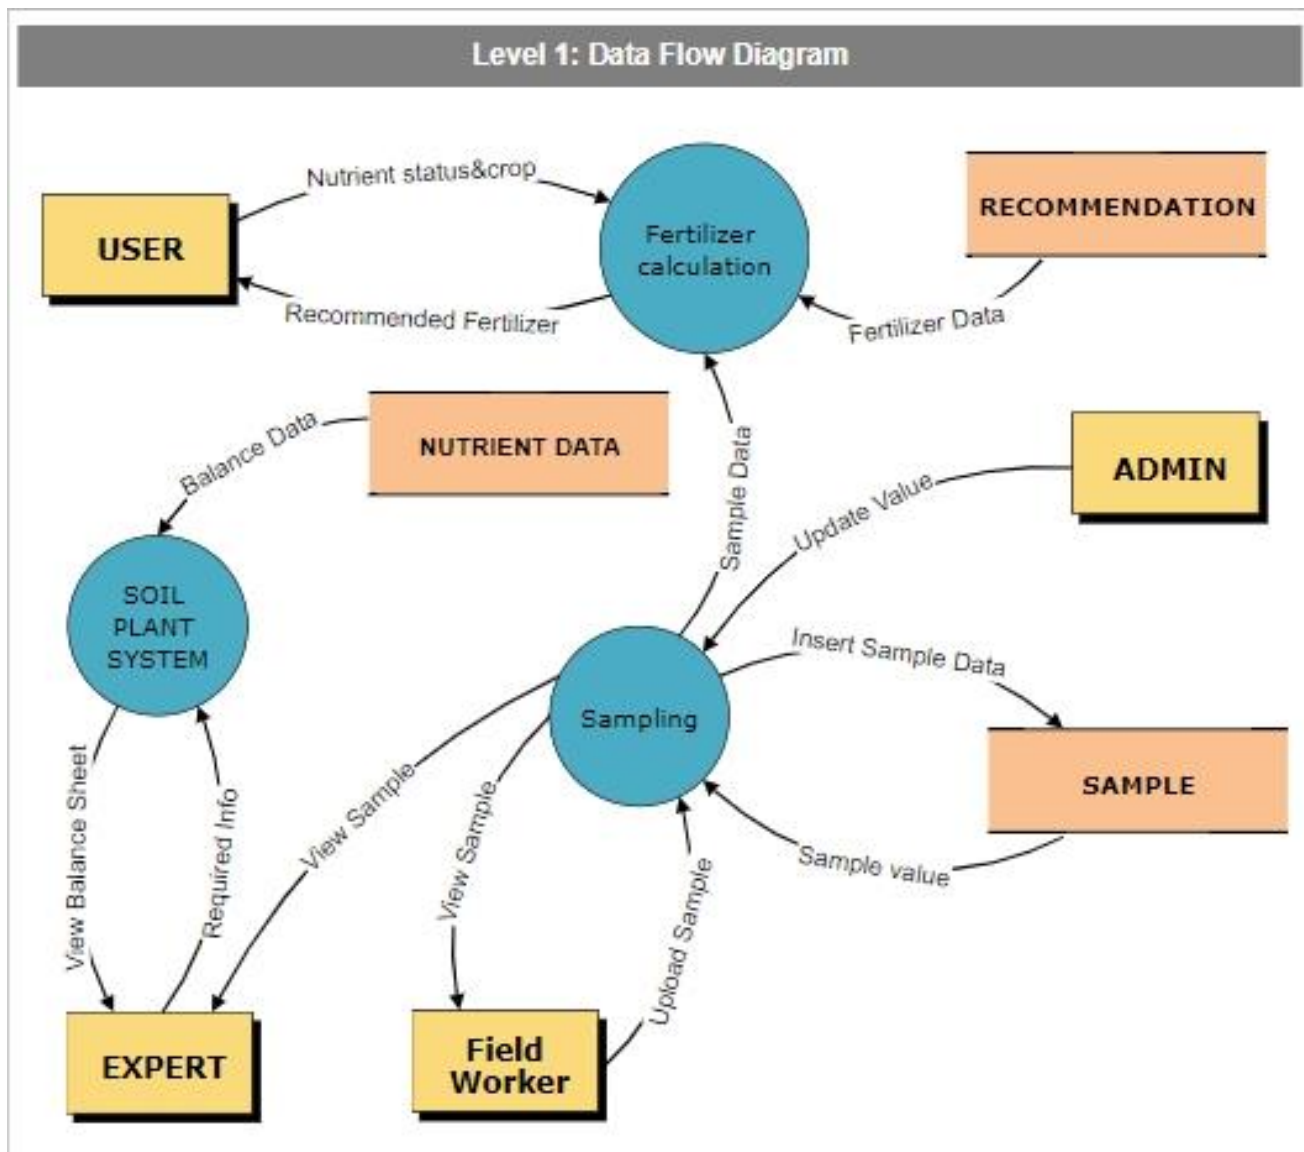 Level 1: Data Flow Diagram
Nutrient status&crop
USER
Fertilizer
calculation
RECOMMENDATION
Recommended Fertilizer
Fertilizer Data
Balance Data
NUTRIENT DATA
Sample Data
ADMIN
Update Value
SOIL
PLANT
SYSTEM
Sampling
Insert Sample Data
SAMPLE
Sample value
View Balance Sheet
Required Info
View Sample
View Sample
Upload Sample
EXPERT
Field
Worker